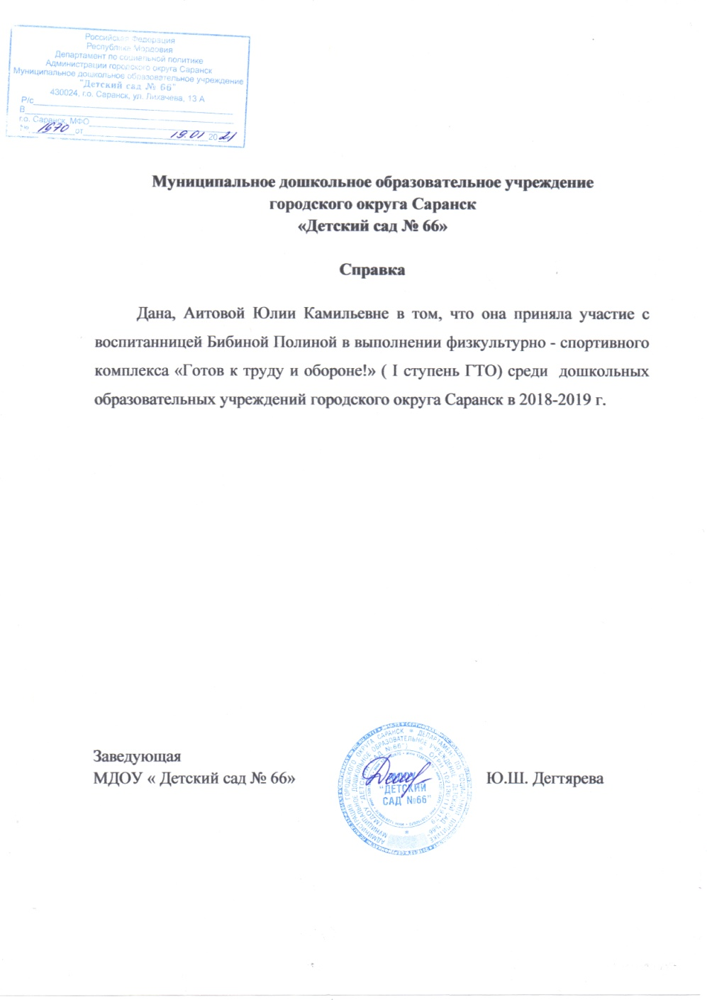 Российская Федерация
Республика Мордовия
Департамент по социальной политике
Администрации городского округа Саранск
Муниципальное дошкольное образовательное учреждение
"Детский сад № 66"
430024, г.о. Саранск, ул. Лихачева, 13 А
Р/с
В
г.о. Саранск, МФО
№ 1670 от 19.01 2021
Муниципальное дошкольное образовательное учреждение
городского округа Саранск
«Детский сад № 66»
Справка
Дана, Аитовой Юлии Камильевне в том, что она приняла участие с
воспитанницей Бибиной Полиной в выполнении физкультурно - спортивного
комплекса «Готов к труду и обороне!» ( I ступень ГТО) среди дошкольных
образовательных учреждений городского округа Саранск в 2018-2019 г.
Заведующая
МДОУ « Детский сад № 66»
"ДЕТСКИЙ
САД №66"
Ю.Ш. Дегтярева